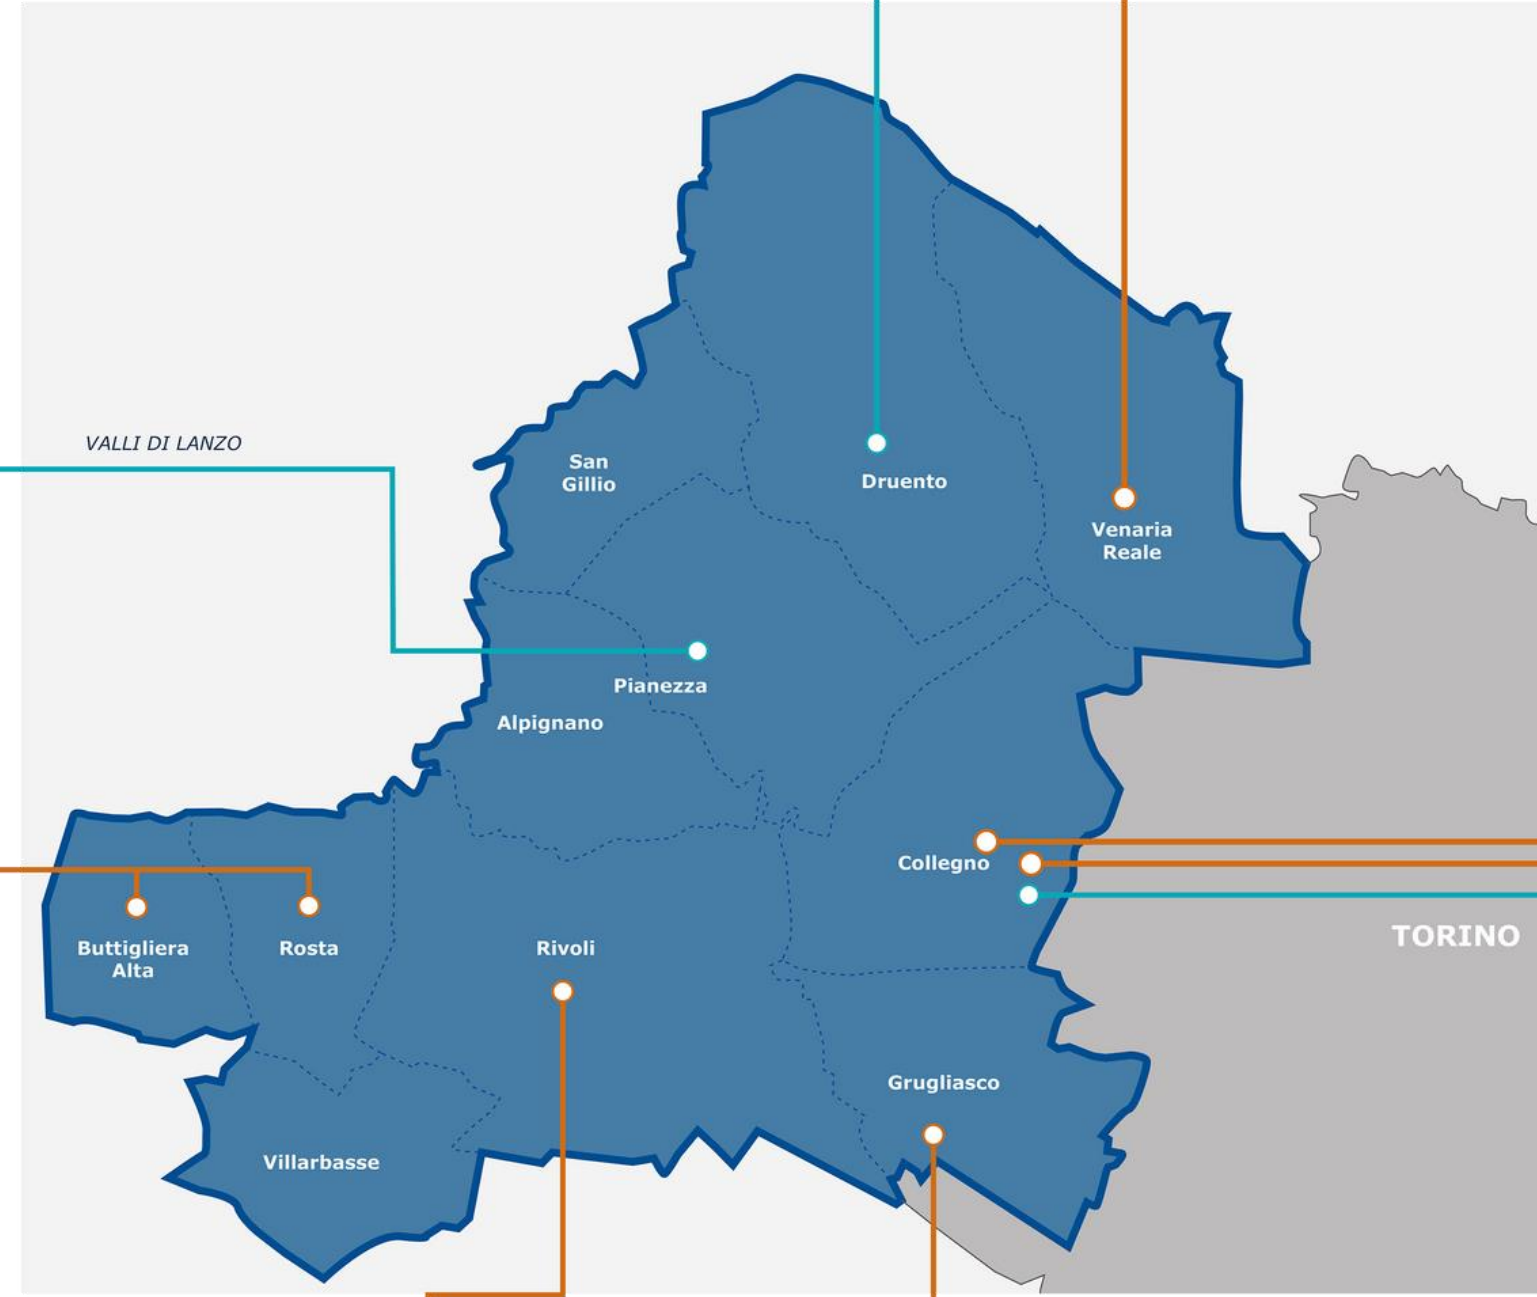 VALLI DI LANZO
San
Gillio
Druento
Venaria
Reale
Pianezza
Alpignano
Collegno
TORINO
Buttigliera
Alta
Rosta
Rivoli
Grugliasco
Villarbasse